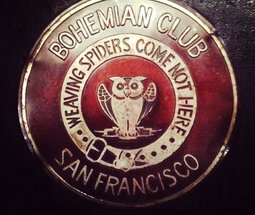 BOHEMIAN CLUB
WEAVING SPIDERS COME NOT HERE
SAN FRANCISCO